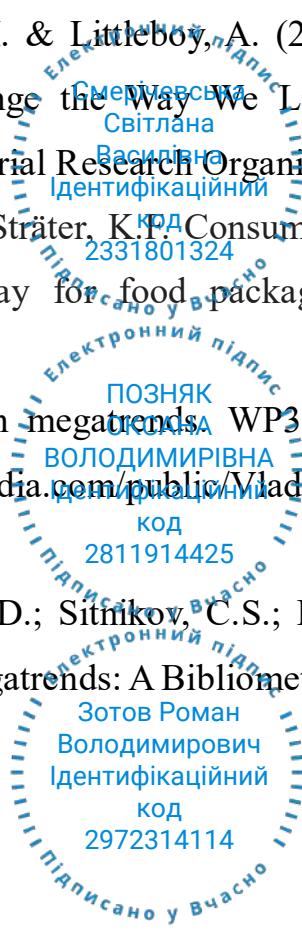 . & Littleboy, A. (2
Електронний підпис
Смерічевська
nge the Way We L
Світлана
Василівна
rial Research Organi
Ідентифікаційний
код
Sträter, K.F. Consum
2331801324
ay for food packag
Підписано у Вчасно
Електронний підпис
ПОЗНЯК
n megatrends. WP3
ОКСАНА
ВОЛОДИМИРІВНА
dia.com/public/Vlad
Ідентифікаційний
код
2811914425
Підписано у Вчасно
D.; Sitnikov, C.S.; I
Електронний підпис
gatrends: A Bibliomet
Зотов Роман
Володимирович
Ідентифікаційний
код
2972314114
Підписано у Вчасно